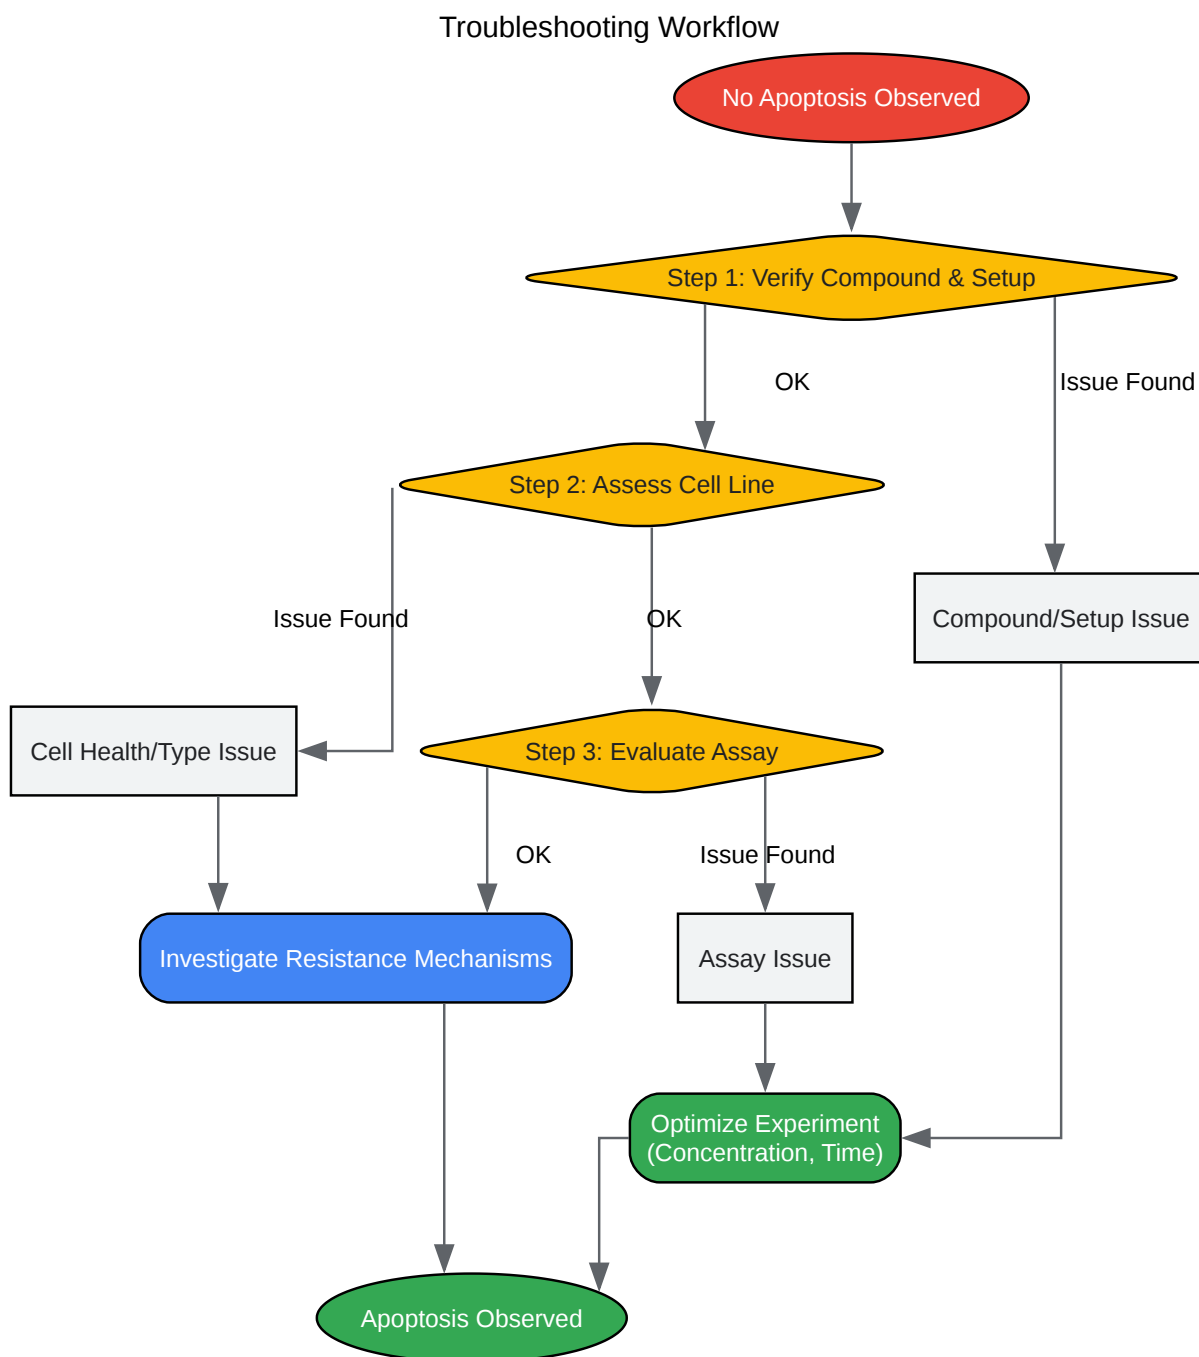 Troubleshooting Workflow
No Apoptosis Observed
Step 1: Verify Compound & Setup
OK
Issue Found
Step 2: Assess Cell Line
Issue Found
OK
Compound/Setup Issue
Cell Health/Type Issue
Step 3: Evaluate Assay
OK
Issue Found
Investigate Resistance Mechanisms
Assay Issue
Optimize Experiment
(Concentration, Time)
Apoptosis Observed